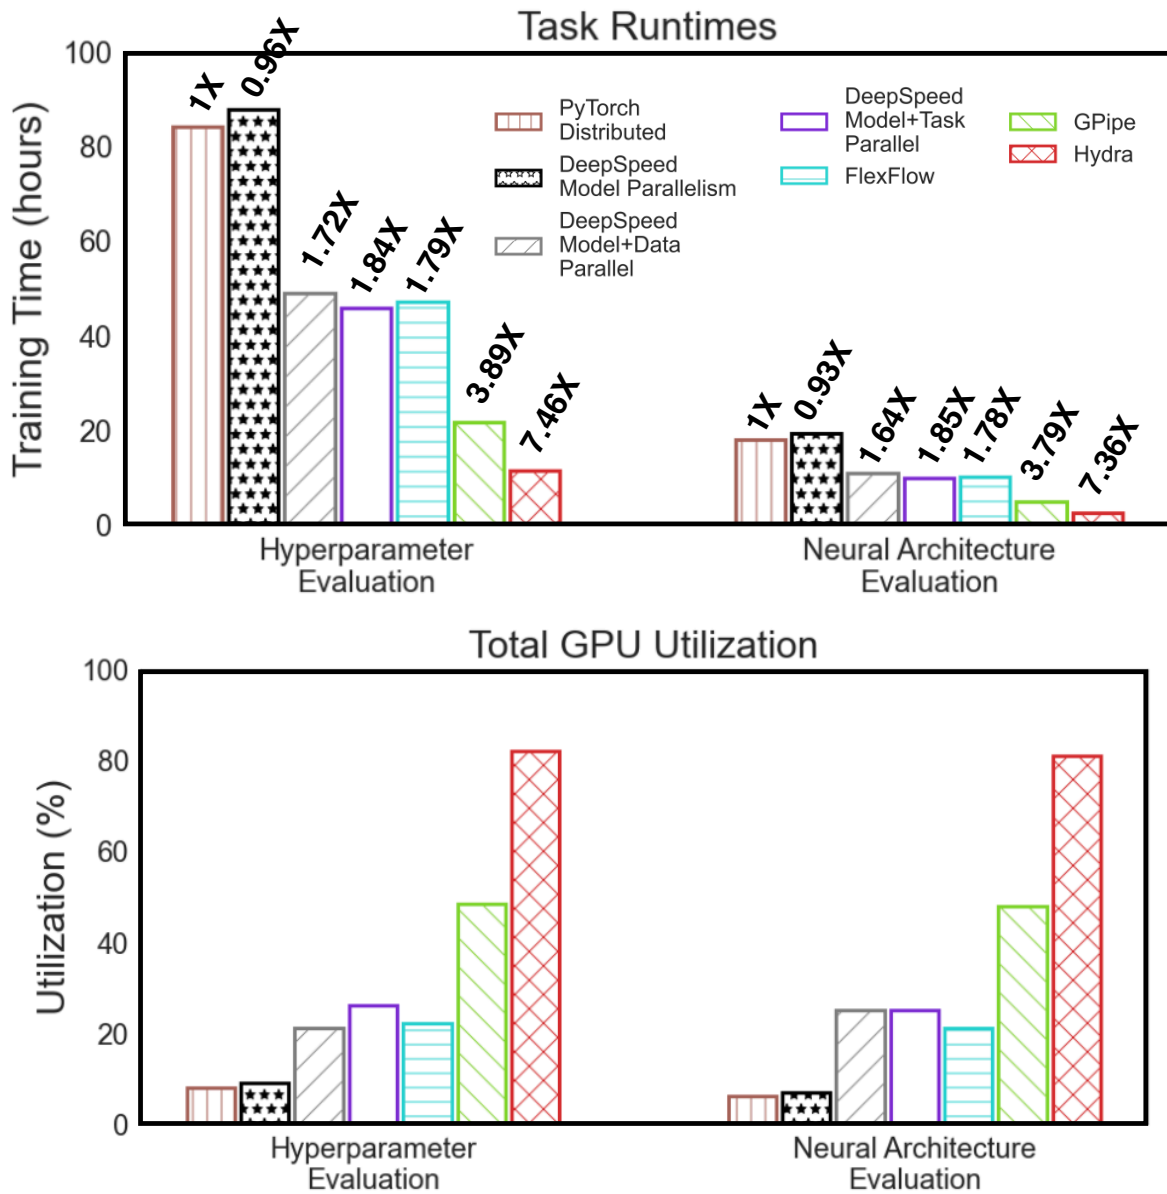 Task Runtimes
100
80
60
40
20
0
Training Time (hours)
1X
0.96X
1.72X
1.84X
1.79X
3.89X
7.46X
1X
0.93X
1.64X
1.85X
1.78X
3.79X
7.36X
PyTorch
Distributed
DeepSpeed
Model Parallelism
DeepSpeed
Model+Data
Parallel
DeepSpeed
Model+Task
Parallel
FlexFlow
GPipe
Hydra
Hyperparameter
Evaluation
Neural Architecture
Evaluation
Total GPU Utilization
100
80
60
40
20
0
Utilization (%)
Hyperparameter
Evaluation
Neural Architecture
Evaluation